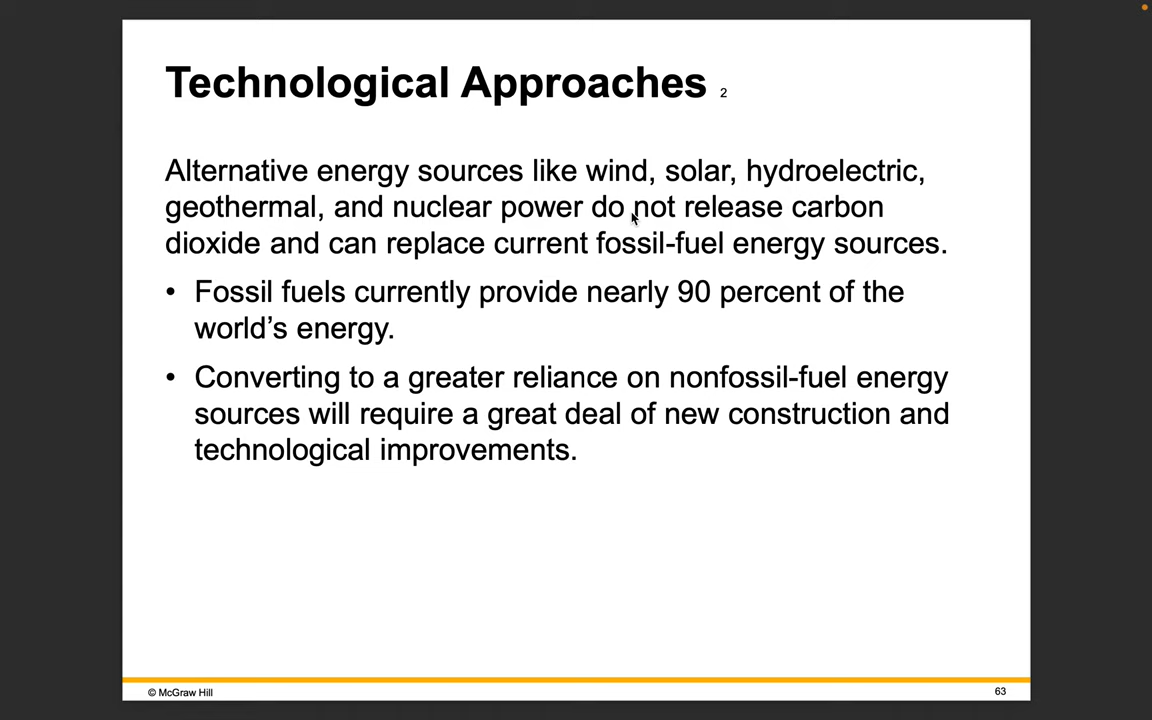 Technological Approaches 2
Alternative energy sources like wind, solar, hydroelectric,
geothermal, and nuclear power do not release carbon
dioxide and can replace current fossil-fuel energy sources.
• Fossil fuels currently provide nearly 90 percent of the
world’s energy.
• Converting to a greater reliance on nonfossil-fuel energy
sources will require a great deal of new construction and
technological improvements.
© McGraw Hill
63